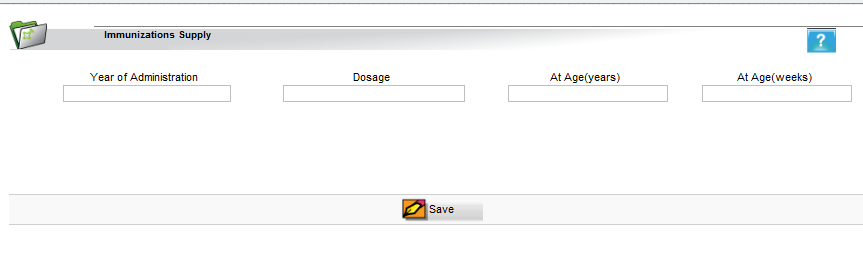 Immunizations Supply
?
Year of Administration Dosage At Age(years) At Age(weeks)
Save